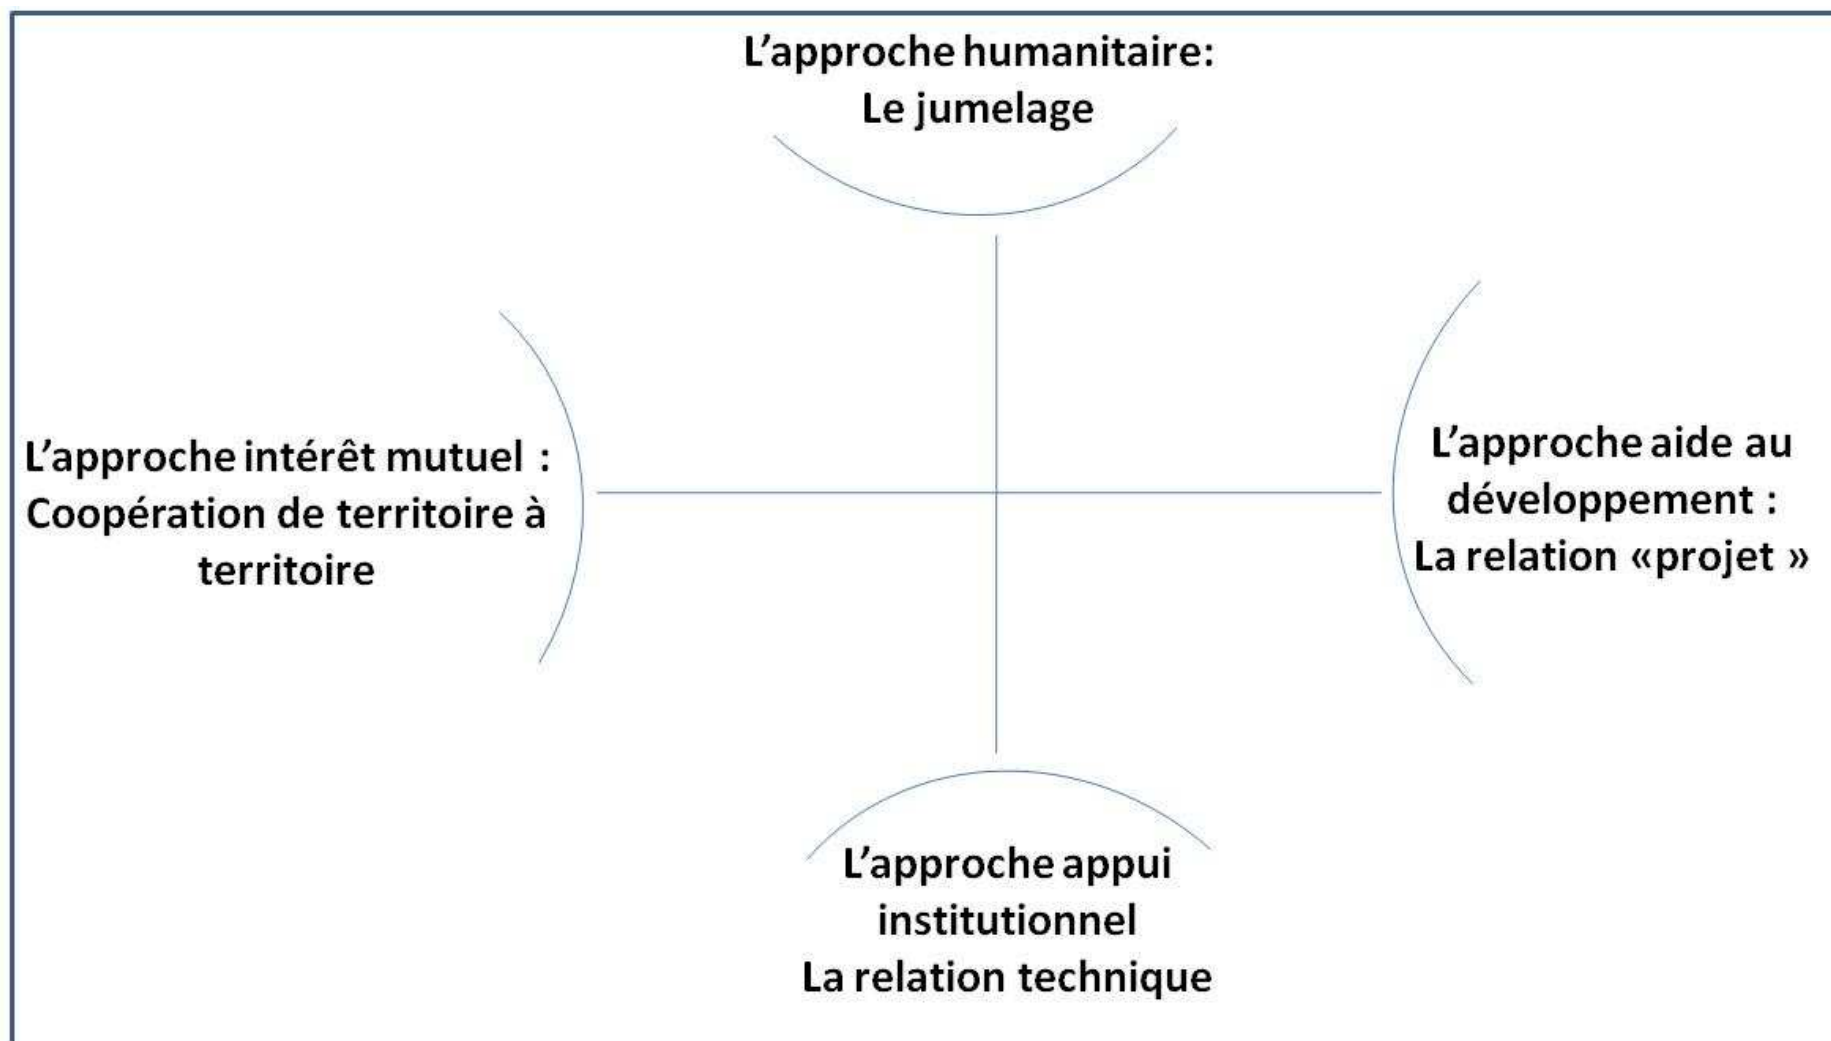 L’approche humanitaire:
Le jumelage
L’approche intérêt mutuel :
Coopération de territoire à
territoire
L’approche aide au
développement :
La relation «projet »
L’approche appui
institutionnel
La relation technique